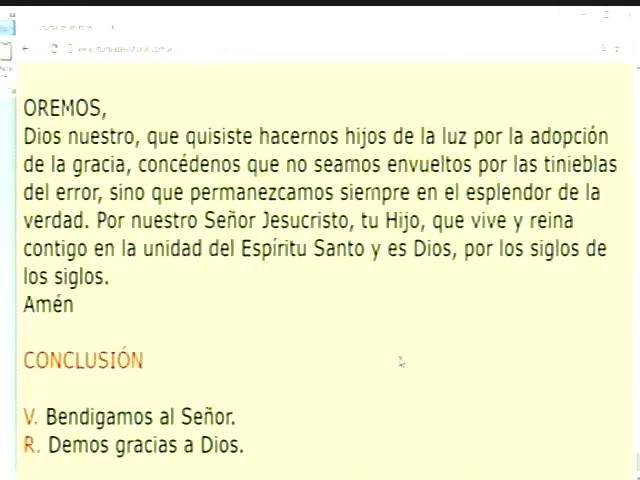 OREMOS,
Dios nuestro, que quisiste hacernos hijos de la luz por la adopción
de la gracia, concédenos que no seamos envueltos por las tinieblas
del error, sino que permanezcamos siempre en el esplendor de la
verdad. Por nuestro Señor Jesucristo, tu Hijo, que vive y reina
contigo en la unidad del Espíritu Santo y es Dios, por los siglos de
los siglos.
Amén
CONCLUSIÓN
V. Bendigamos al Señor.
R. Demos gracias a Dios.